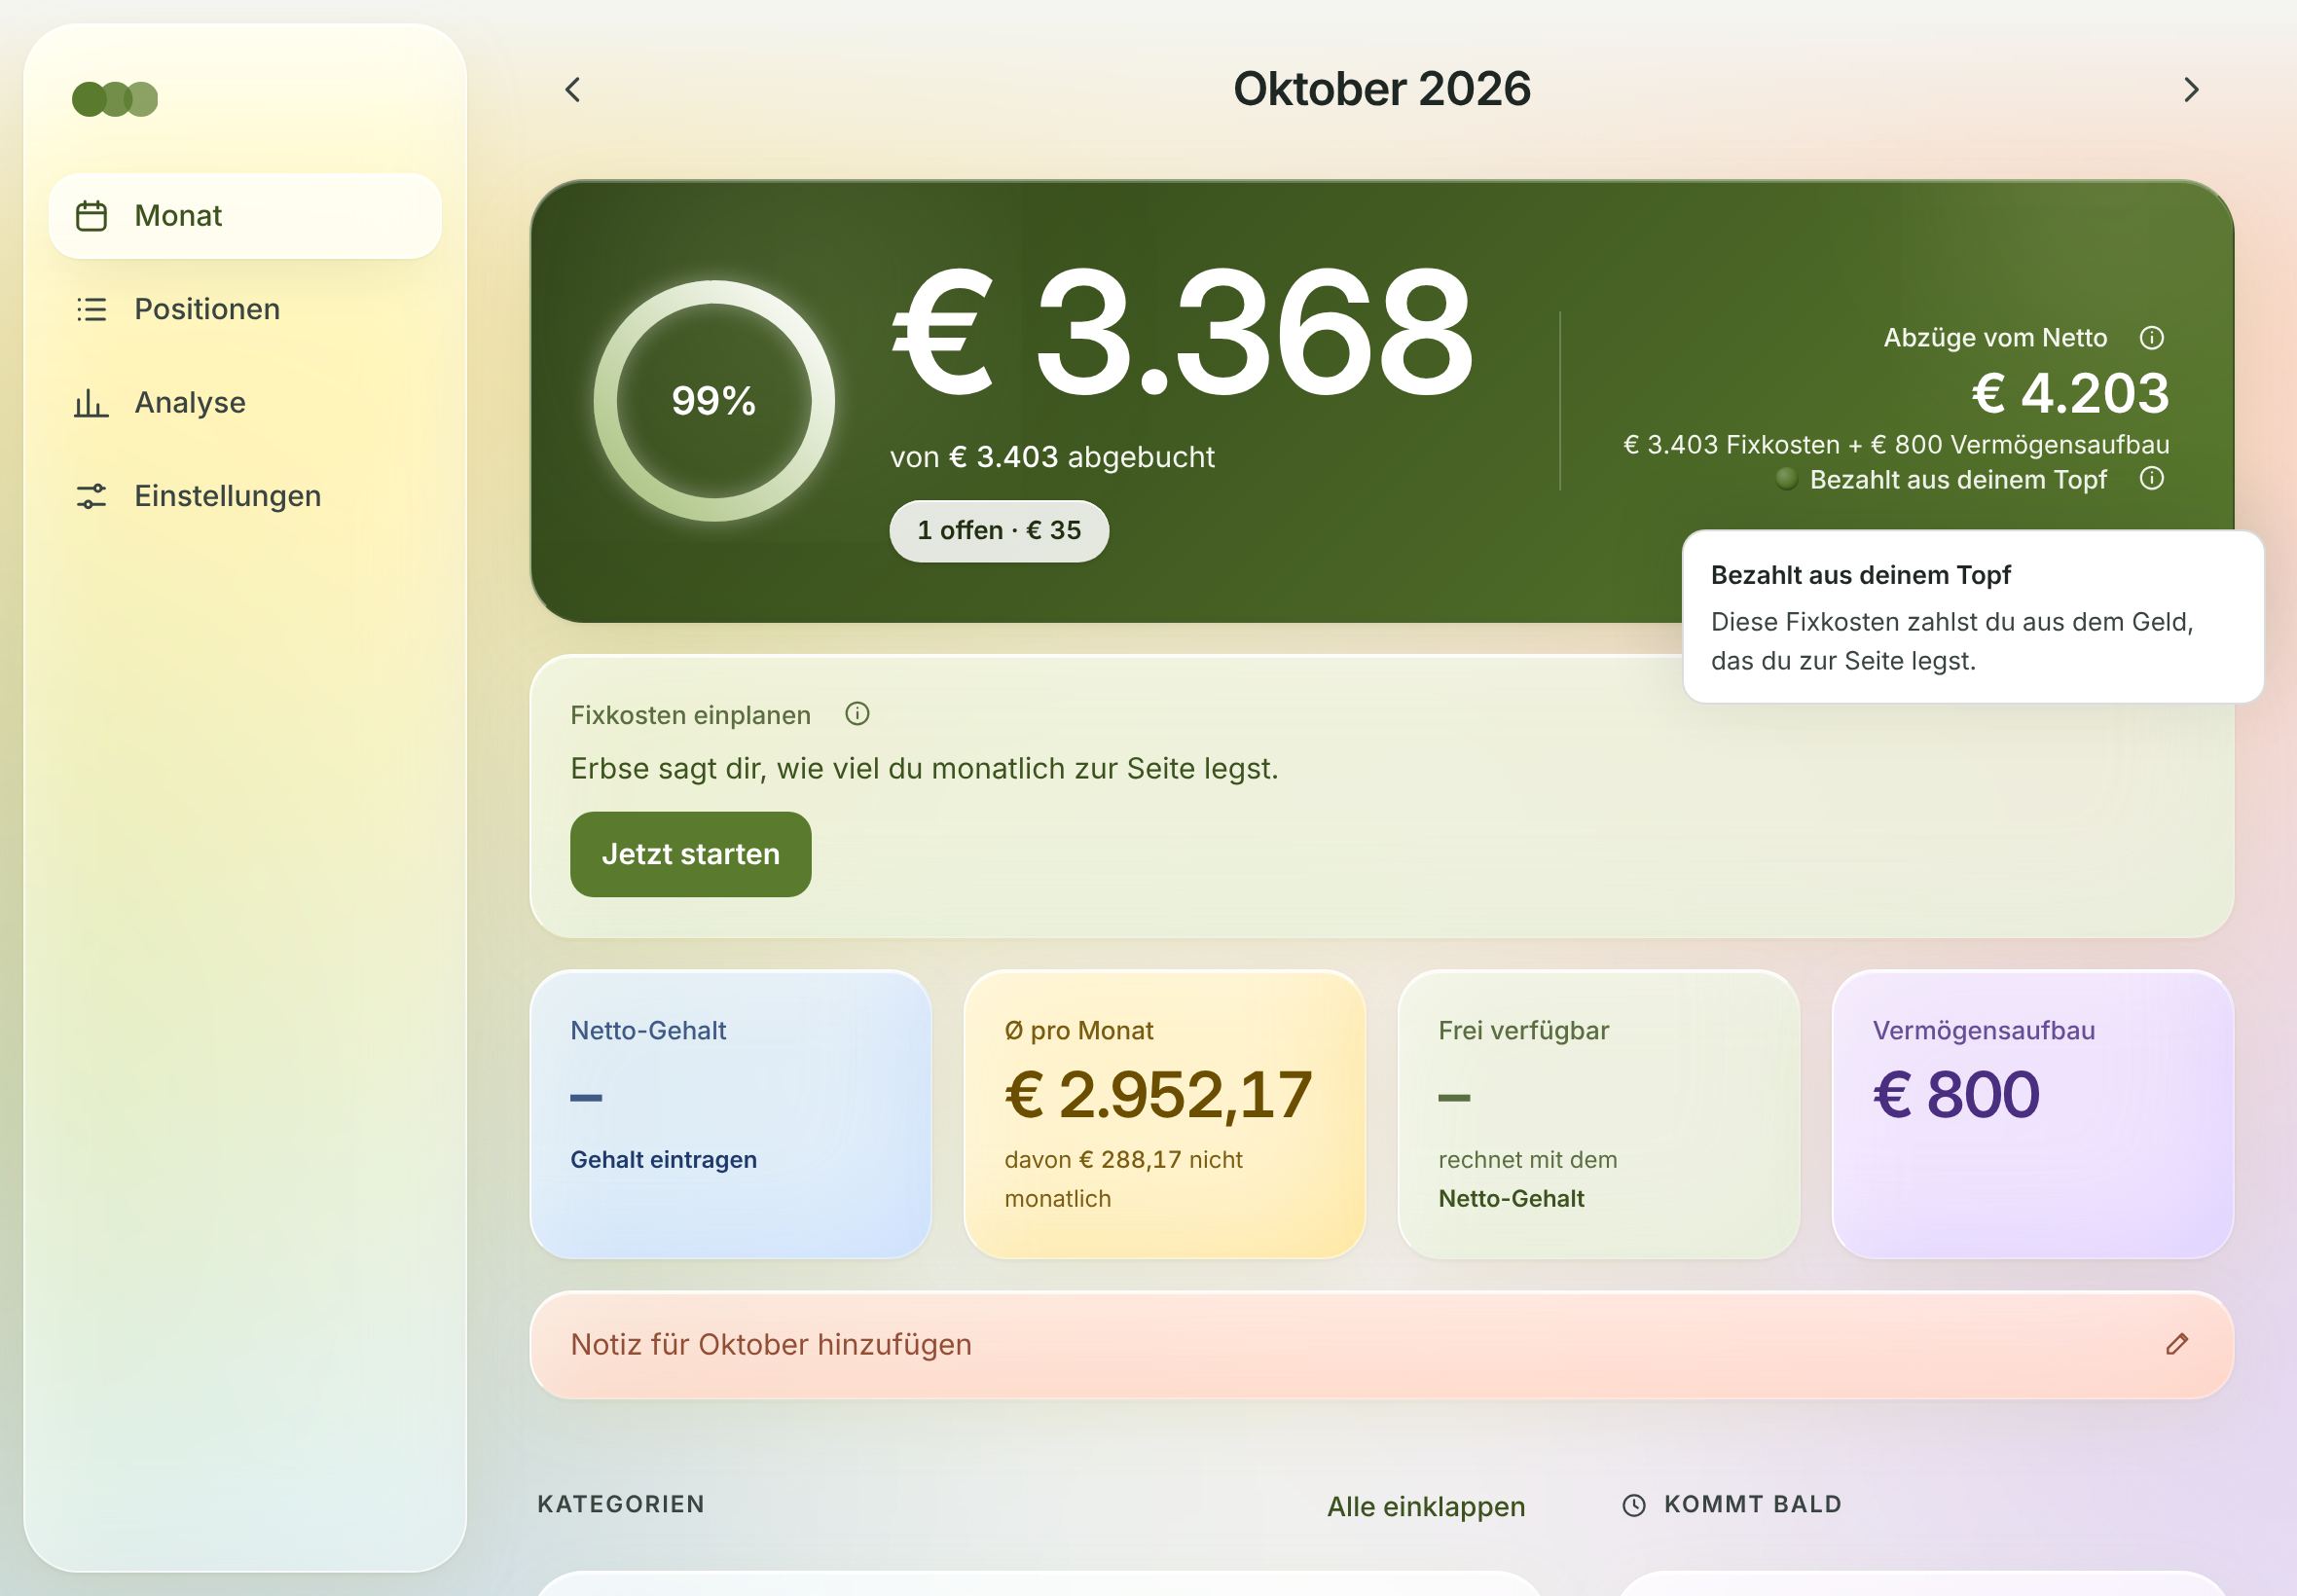 Monat
Positionen
Analyse
Einstellungen
Oktober 2026
99%
€ 3.368
von € 3.403 abgebucht
1 offen · € 35
Abzüge vom Netto
€ 4.203
€ 3.403 Fixkosten + € 800 Vermögensaufbau
Bezahlt aus deinem Topf
Bezahlt aus deinem Topf
Diese Fixkosten zahlst du aus dem Geld,
das du zur Seite legst.
Fixkosten einplanen
Erbse sagt dir, wie viel du monatlich zur Seite legst.
Jetzt starten
Netto-Gehalt
–
Gehalt eintragen
Ø pro Monat
€ 2.952,17
davon € 288,17 nicht
monatlich
Frei verfügbar
–
rechnet mit dem
Netto-Gehalt
Vermögensaufbau
€ 800
Notiz für Oktober hinzufügen
KATEGORIEN
Alle einklappen
KOMMT BALD